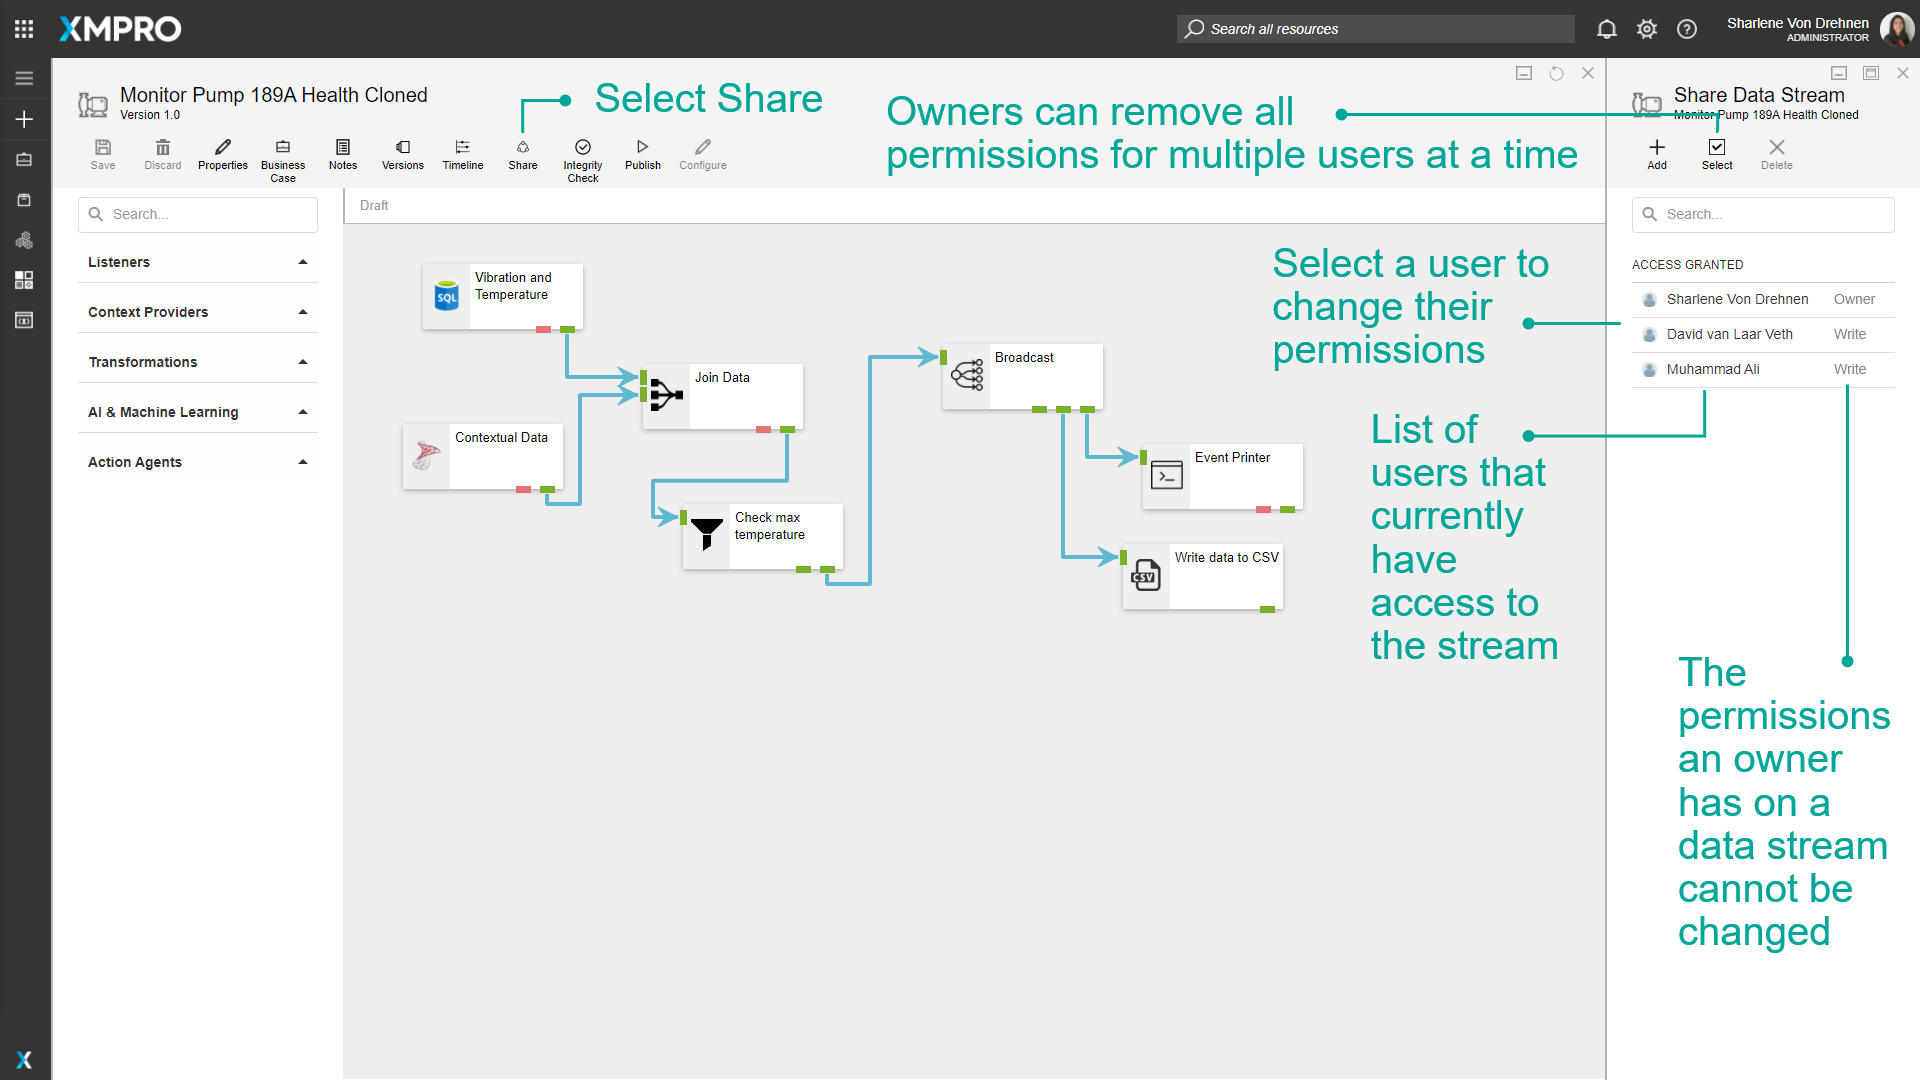 XMPRO
Search all resources
Sharlene Von Drehnen
ADMINISTRATOR
Monitor Pump 189A Health Cloned
Version 1.0
Select Share
Owners can remove all
permissions for multiple users at a time
Save
Discard
Properties
Business
Case
Notes
Versions
Timeline
Share
Integrity
Check
Publish
Configure
Share Data Stream
Monitor Pump 189A Health Cloned
Add
Select
Delete
Search...
Listeners
Context Providers
Transformations
AI & Machine Learning
Action Agents
Draft
SQL
Vibration and
Temperature
Contextual Data
Join Data
Check max
temperature
Broadcast
Event Printer
CSV
Write data to CSV
Select a user to
change their
permissions
List of
users that
currently
have
access to
the stream
Search...
ACCESS GRANTED
Sharlene Von Drehnen Owner
David van Laar Veth Write
Muhammad Ali Write
The
permissions
an owner
has on a
data stream
cannot be
changed
X